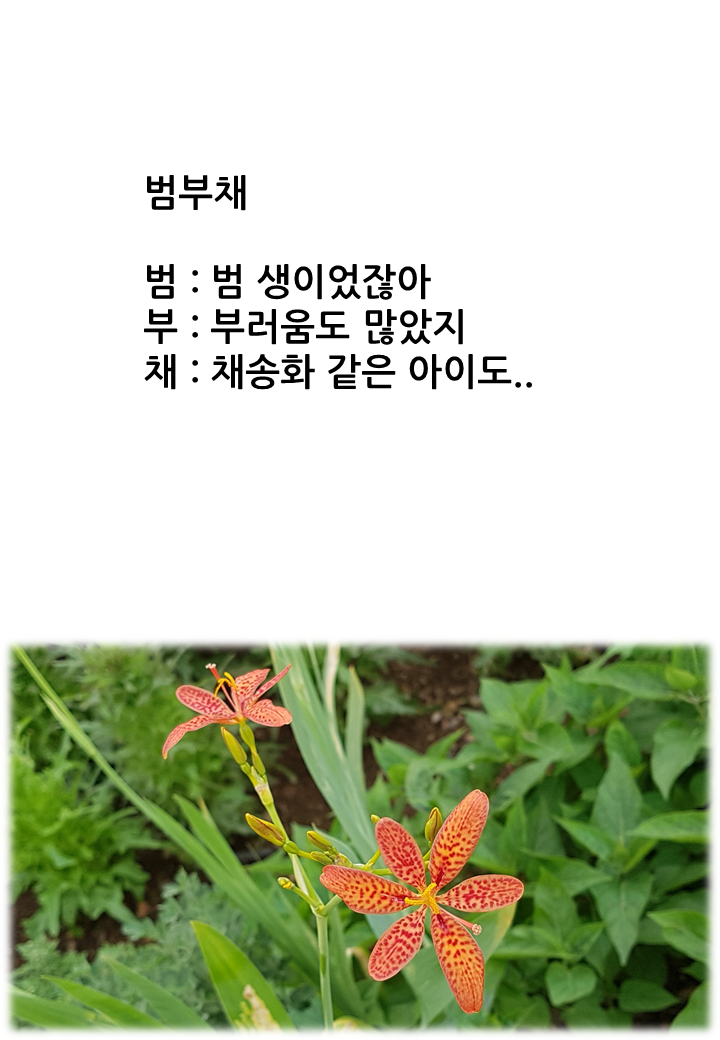 범부채
범 : 범 생이었잖아
부 : 부러움도 많았지
채 : 채송화 같은 아이도..